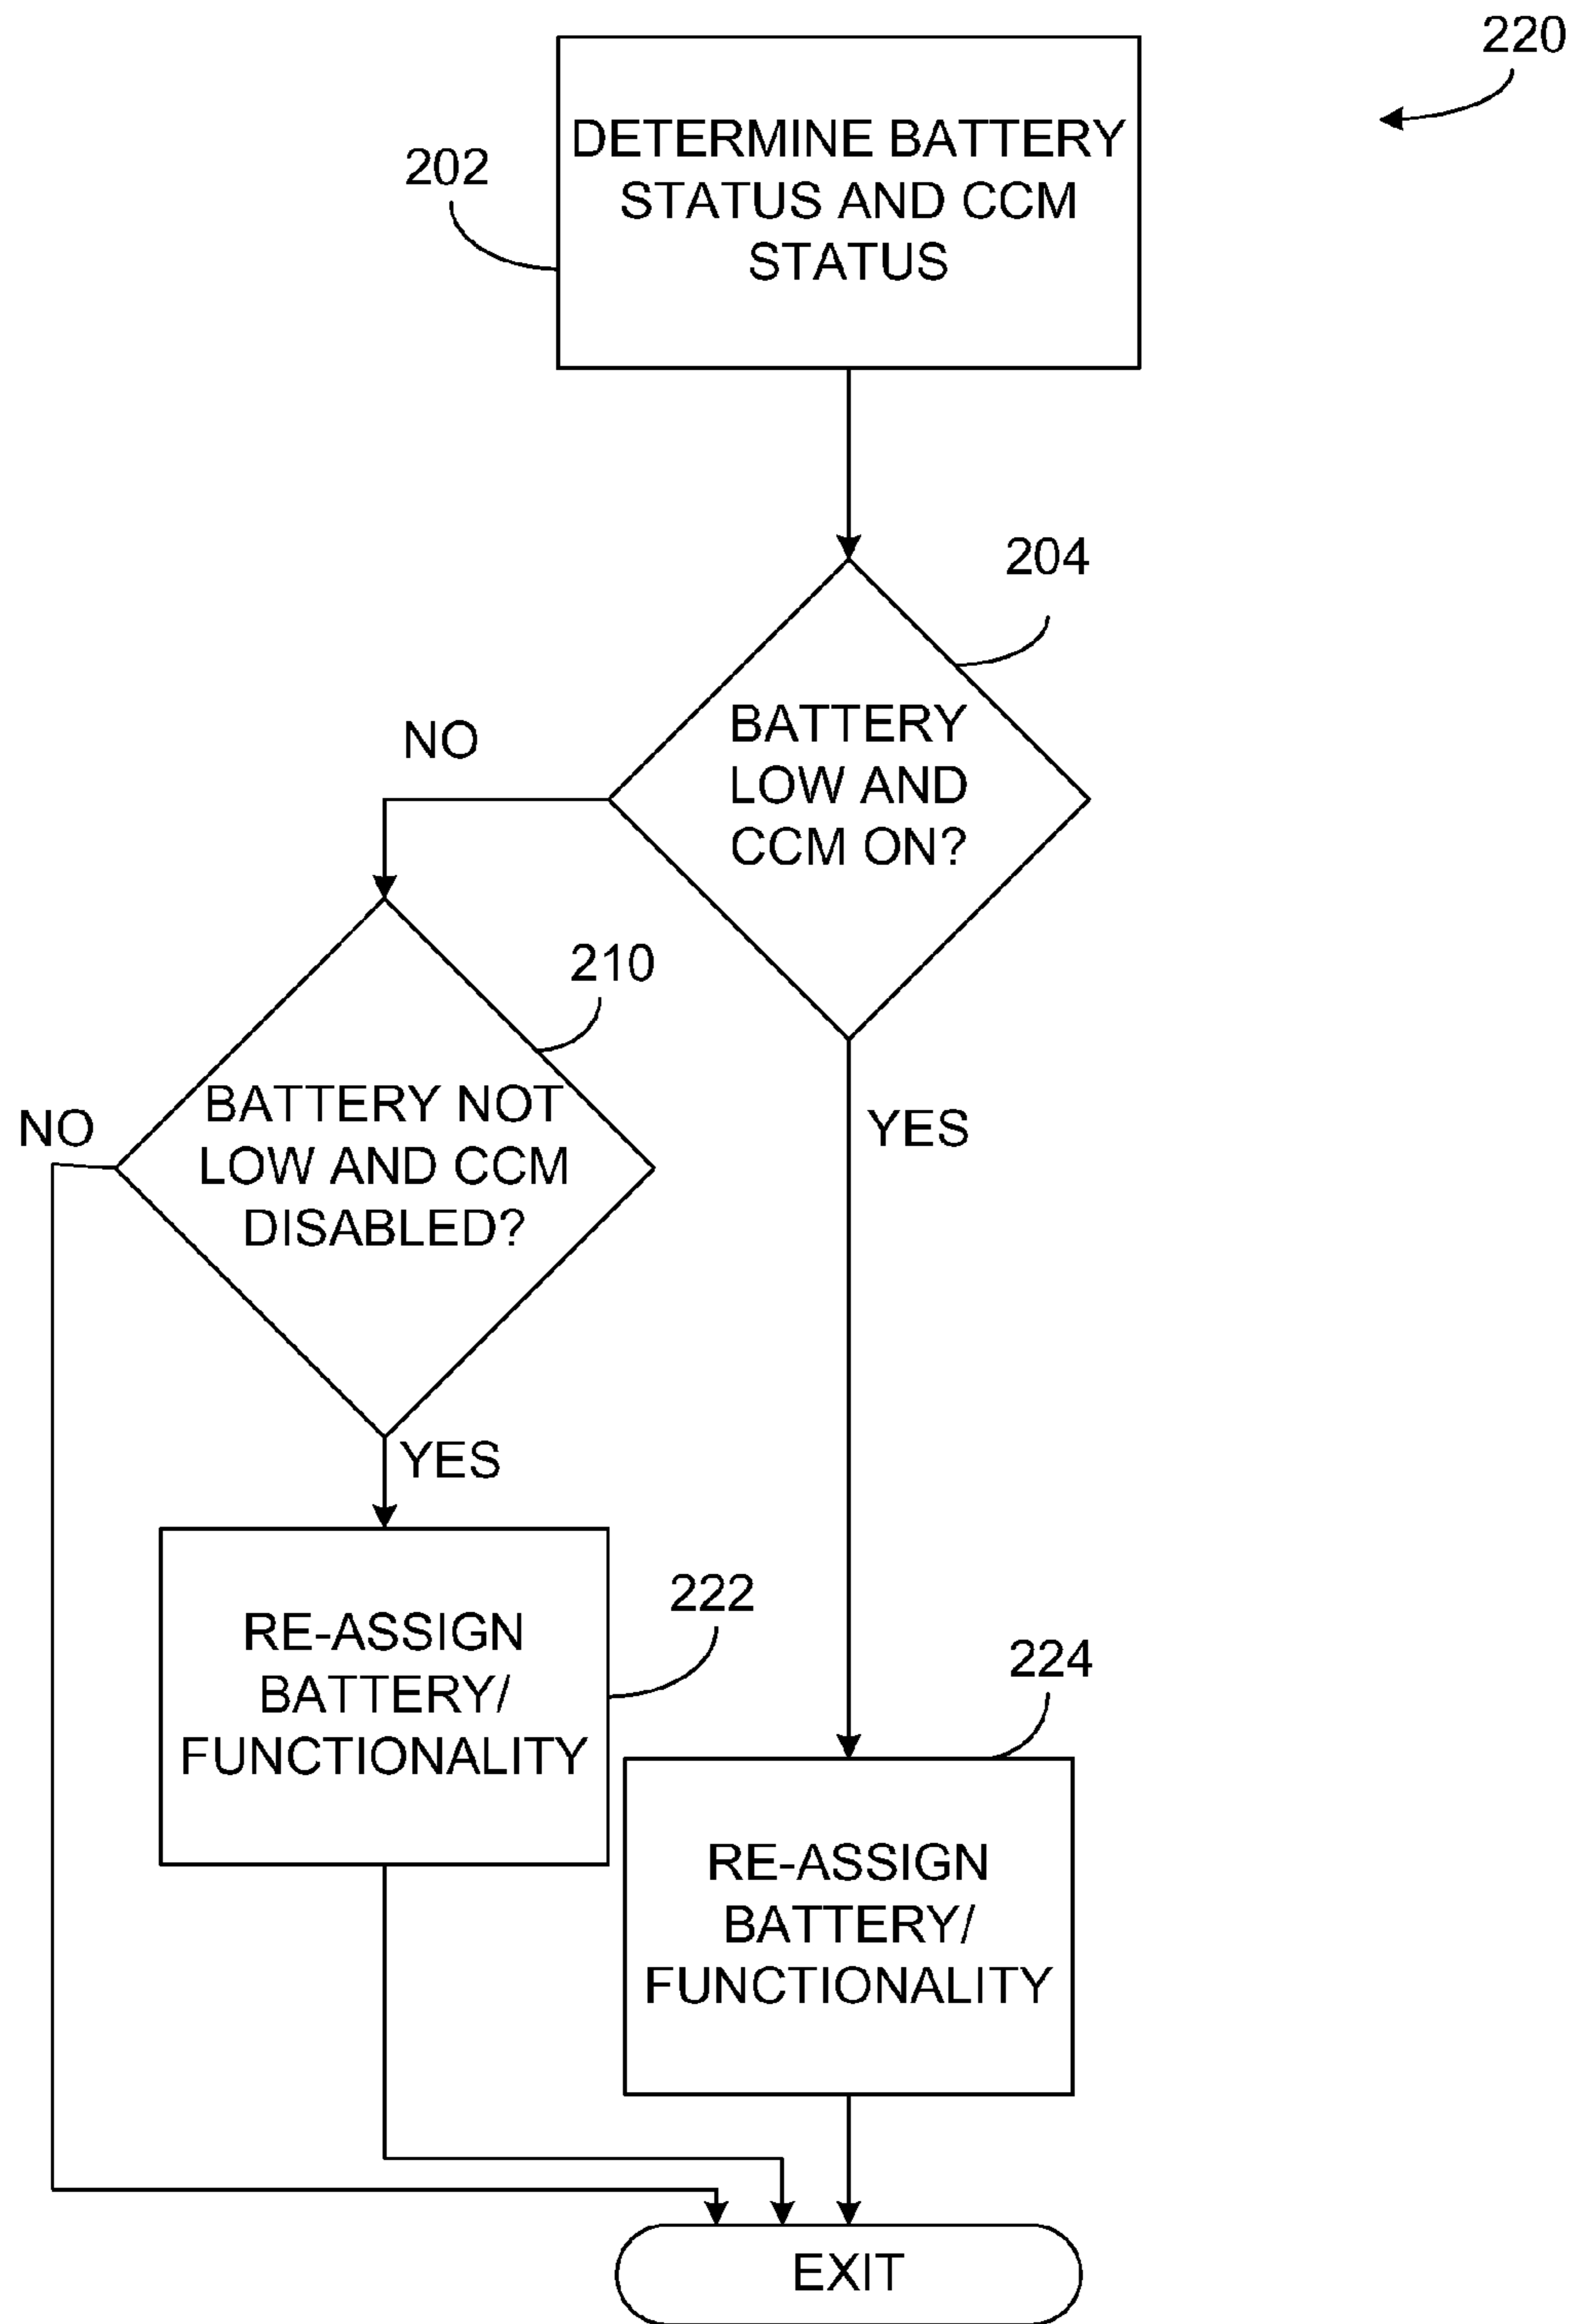 220
DETERMINE BATTERY
STATUS AND CCM
STATUS
202
204
BATTERY
LOW AND
CCM ON?
NO
210
BATTERY NOT
LOW AND CCM
DISABLED?
NO
YES
YES
RE-ASSIGN
BATTERY/
FUNCTIONALITY
222
224
RE-ASSIGN
BATTERY/
FUNCTIONALITY
EXIT